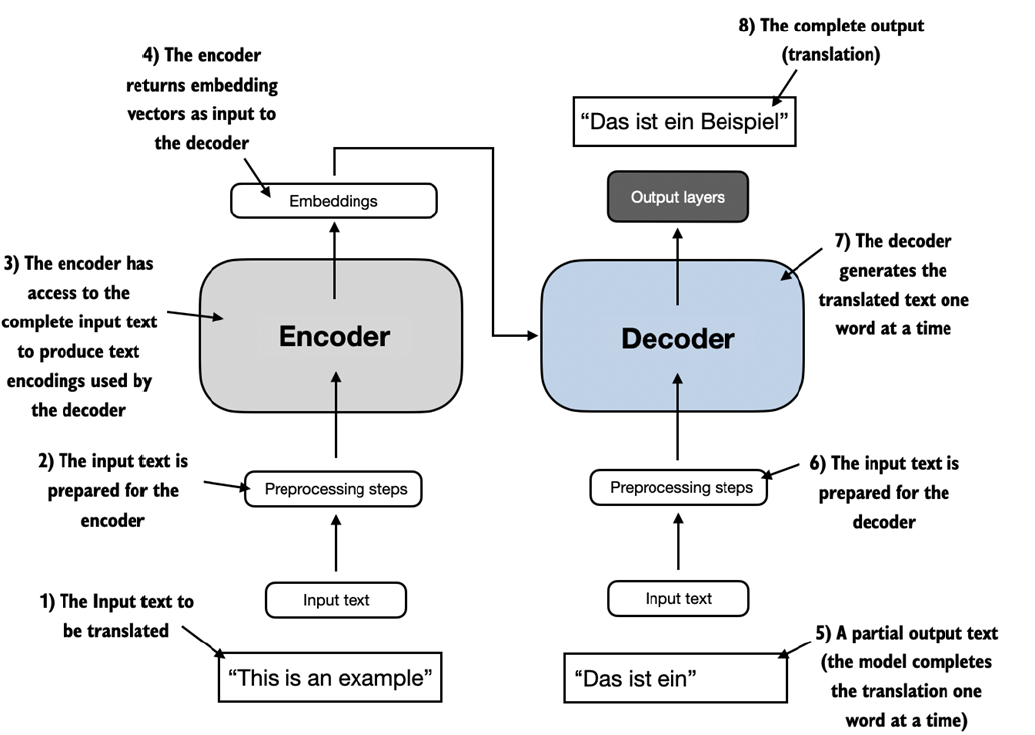 8) The complete output
(translation)
4) The encoder
returns embedding
vectors as input to
the decoder
“Das ist ein Beispiel”
Embeddings
Output layers
7) The decoder
generates the
translated text one
word at a time
3) The encoder has
access to the
complete input text
to produce text
encodings used by
the decoder
Encoder
Decoder
2) The input text is
prepared for the
encoder
Preprocessing steps
Preprocessing steps
6) The input text is
prepared for the
decoder
1) The Input text to
be translated
Input text
Input text
“This is an example”
“Das ist ein”
5) A partial output text
(the model completes
the translation one
word at a time)